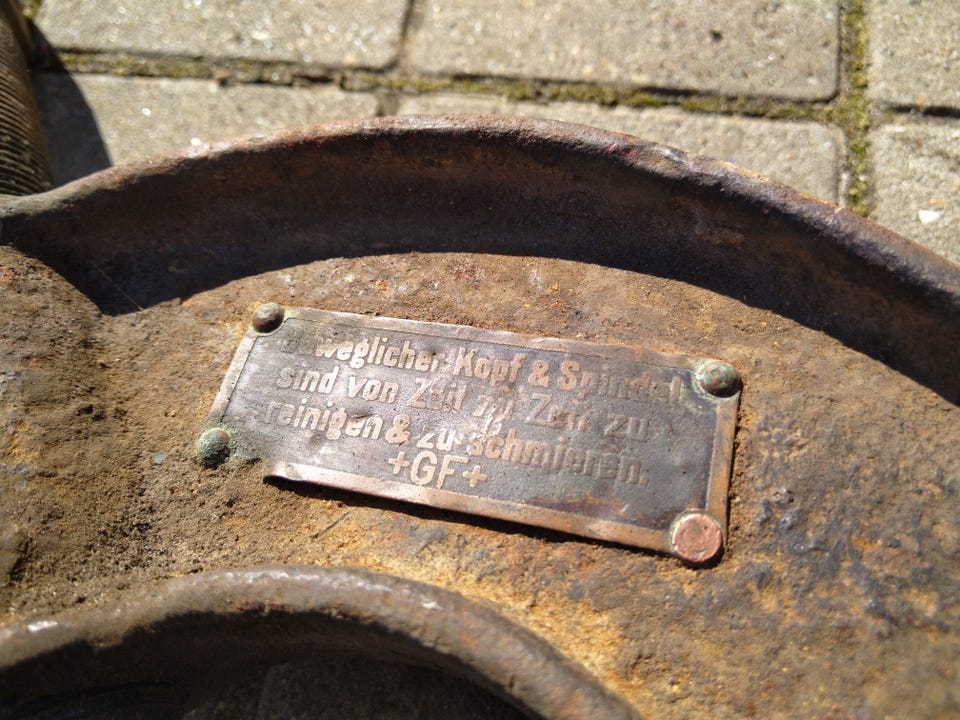 beweglicher Kopf & Spindel
sind von Zeit zu Zeit zu
reinigen & zu schmieren.
+GF+